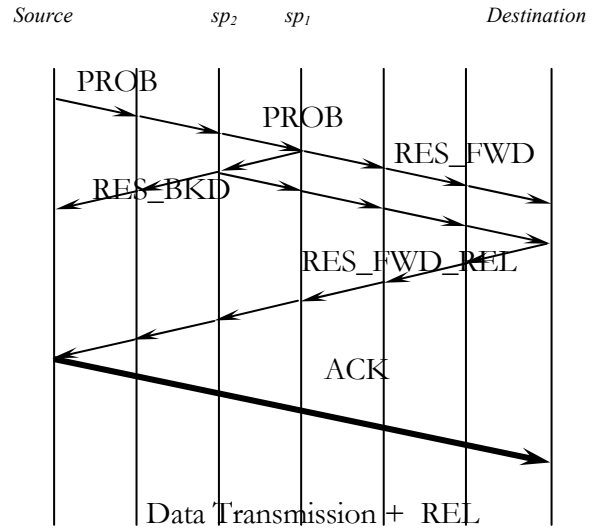 Source sp2 sp1 Destination
PROB
PROB
RES_FWD
RES_BKD
RES_FWD_REL
ACK
Data Transmission + REL